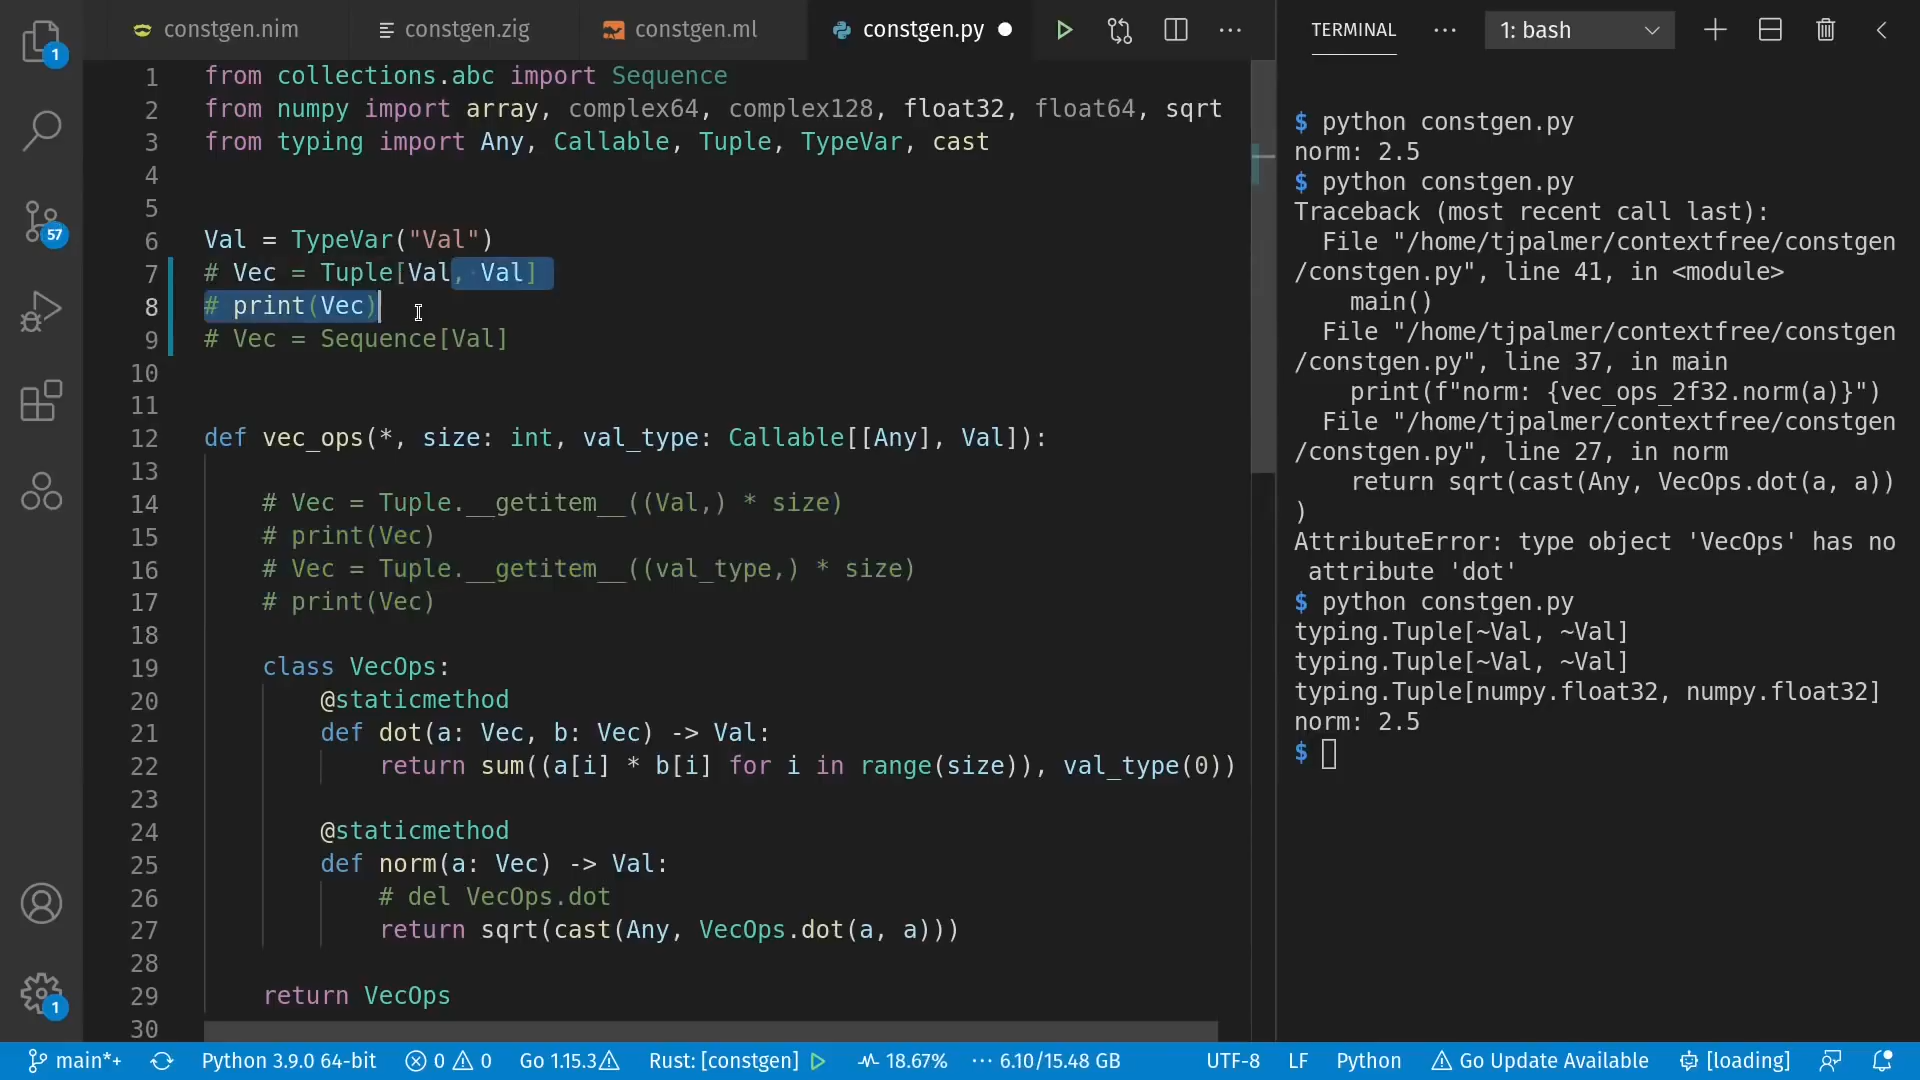 constgen.nim
constgen.zig
constgen.ml
constgen.py
TERMINAL
1: bash
1
57
1
1 from collections.abc import Sequence
2 from numpy import array, complex64, complex128, float32, float64, sqrt
3 from typing import Any, Callable, Tuple, TypeVar, cast
4
5
6 Val = TypeVar("Val")
7 # Vec = Tuple[Val, Val]
8 # print(Vec)
9 # Vec = Sequence[Val]
10
11
12 def vec_ops(*, size: int, val_type: Callable[[Any], Val]):
13
14 # Vec = Tuple.__getitem__((Val,) * size)
15 # print(Vec)
16 # Vec = Tuple.__getitem__((val_type,) * size)
17 # print(Vec)
18
19 class VecOps:
20 @staticmethod
21 def dot(a: Vec, b: Vec) -> Val:
22 return sum((a[i] * b[i] for i in range(size)), val_type(0))
23
24 @staticmethod
25 def norm(a: Vec) -> Val:
26 # del VecOps.dot
27 return sqrt(cast(Any, VecOps.dot(a, a)))
28
29 return VecOps
30
$ python constgen.py
norm: 2.5
$ python constgen.py
Traceback (most recent call last):
File "/home/tjpalmer/contextfree/constgen
/constgen.py", line 41, in <module>
main()
File "/home/tjpalmer/contextfree/constgen
/constgen.py", line 37, in main
print(f"norm: {vec_ops_2f32.norm(a)}")
File "/home/tjpalmer/contextfree/constgen
/constgen.py", line 27, in norm
return sqrt(cast(Any, VecOps.dot(a, a))
)
AttributeError: type object 'VecOps' has no
attribute 'dot'
$ python constgen.py
typing.Tuple[~Val, ~Val]
typing.Tuple[~Val, ~Val]
typing.Tuple[numpy.float32, numpy.float32]
norm: 2.5
$
main*+ Python 3.9.0 64-bit 0 0 Go 1.15.3 Rust: [constgen] 18.67% 6.10/15.48 GB UTF-8 LF Python Go Update Available [loading]